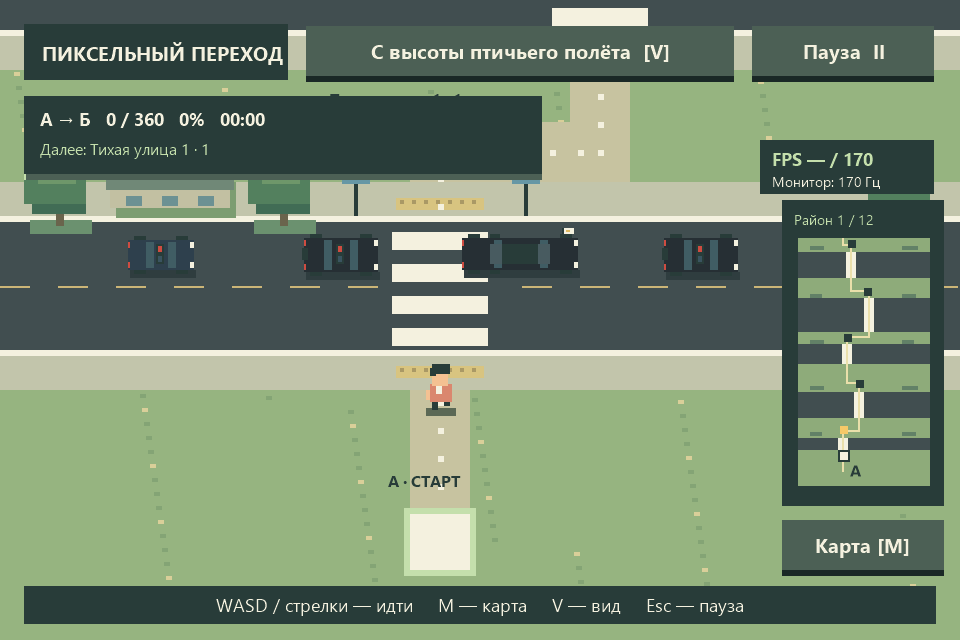 ПИКСЕЛЬНЫЙ ПЕРЕХОД
С высоты птичьего полёта [V]
Пауза II
А → Б 0 / 360 0% 00:00
Далее: Тихая улица 1 · 1
FPS — / 170
Монитор: 170 Гц
Район 1 / 12
А
А · СТАРТ
Карта [M]
WASD / стрелки — идти M — карта V — вид Esc — пауза